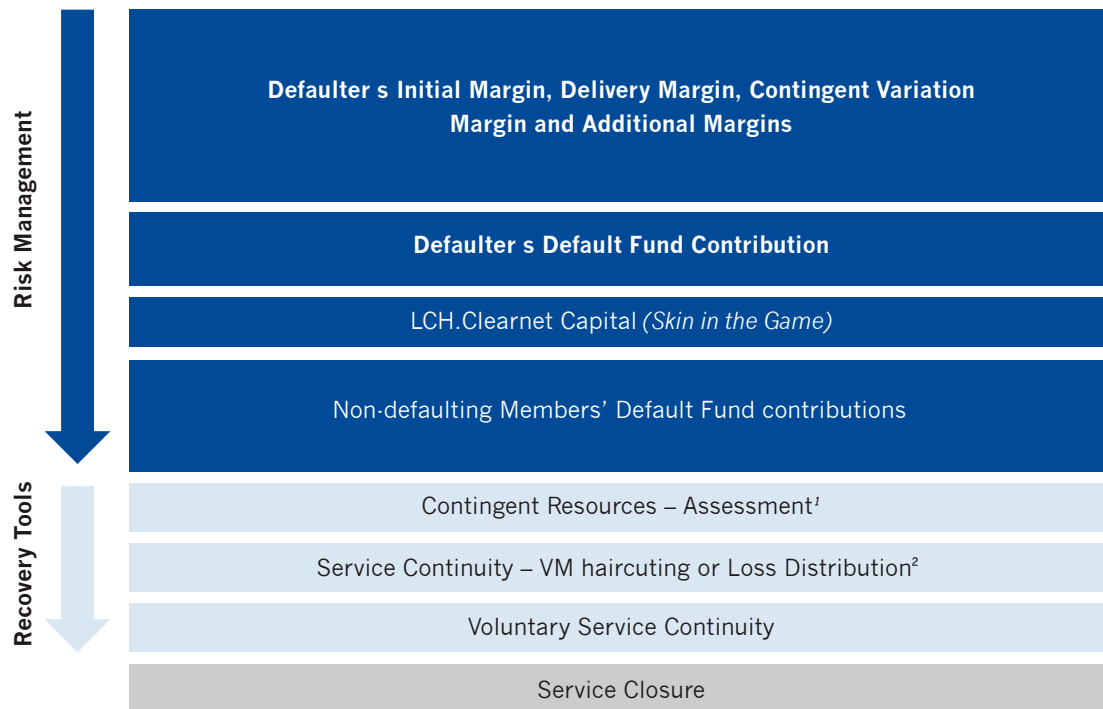 Risk Management
Defaulter s Initial Margin, Delivery Margin, Contingent Variation
Margin and Additional Margins
Defaulter s Default Fund Contribution
LCH.Clearnet Capital (Skin in the Game)
Non-defaulting Members’ Default Fund contributions
Recovery Tools
Contingent Resources – Assessment¹
Service Continuity – VM haircuting or Loss Distribution²
Voluntary Service Continuity
Service Closure